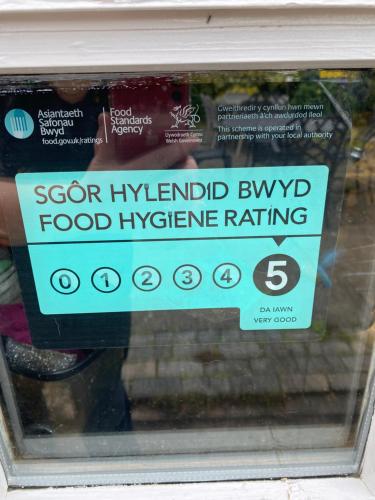 Asiantaeth
Safonau
Bwyd
food.gov.uk/ratings
Food
Standards
Agency
Llywodraeth Cymru
Welsh Government
Gweithredir y cynllun hwn mewn
partneriaeth â'ch awdurdod lleol
This scheme is operated in
partnership with your local authority
SGÔR HYLENDID BWYD
FOOD HYGIENE RATING
0 1 2 3 4 5
DA IAWN
VERY GOOD